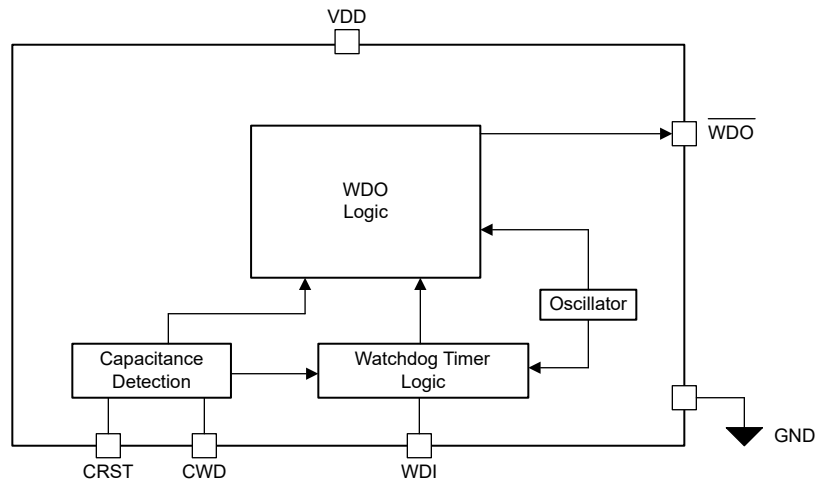 VDD
WDO
WDO
Logic
Oscillator
Capacitance
Detection
Watchdog Timer
Logic
GND
CRST
CWD
WDI